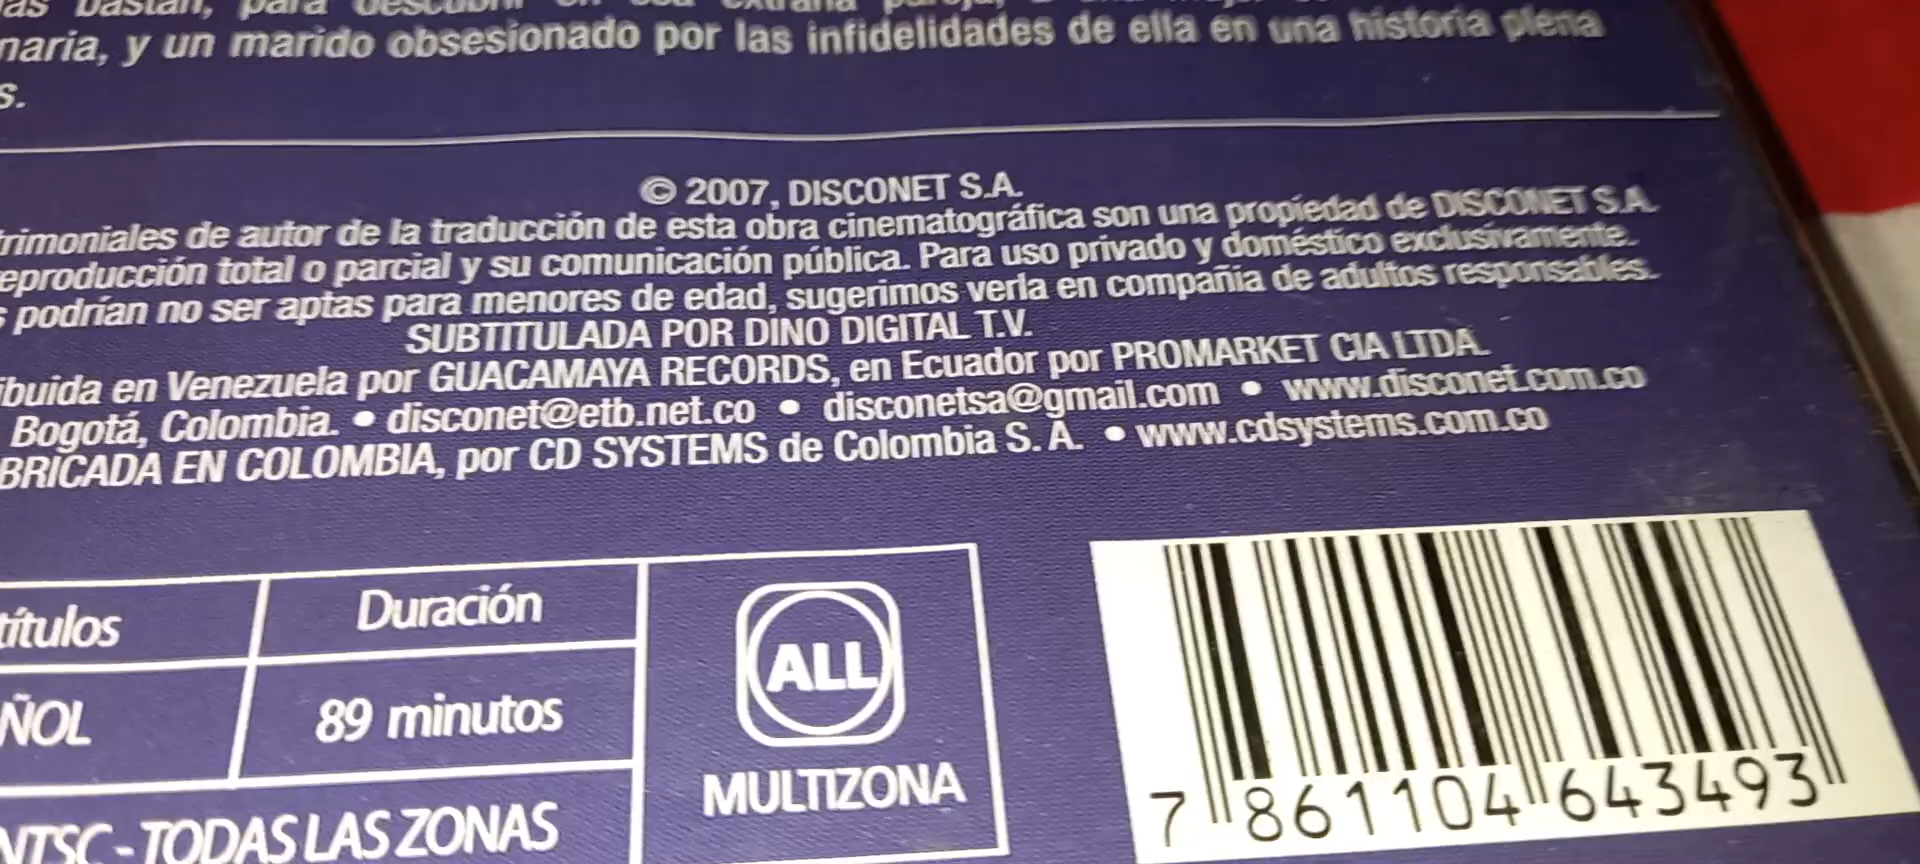 as bastan, para descubrir en esa extraña pareja, a una mujer
naria, y un marido obsesionado por las infidelidades de ella en una historia plena
s.
© 2007, DISCONET S.A.
trimoniales de autor de la traducción de esta obra cinematográfica son una propiedad de DISCONET S.A.
eproducción total o parcial y su comunicación pública. Para uso privado y doméstico exclusivamente.
s podrían no ser aptas para menores de edad, sugerimos verla en compañia de adultos responsables.
SUBTITULADA POR DINO DIGITAL T.V.
ibuida en Venezuela por GUACAMAYA RECORDS, en Ecuador por PROMARKET CIA LTDA.
Bogotá, Colombia. • disconet@etb.net.co • disconetsa@gmail.com • www.disconet.com.co
BRICADA EN COLOMBIA, por CD SYSTEMS de Colombia S. A. • www.cdsystems.com.co
títulos
Duración
ÑOL
89 minutos
NTSC - TODAS LAS ZONAS
ALL
MULTIZONA
7 861104 643493